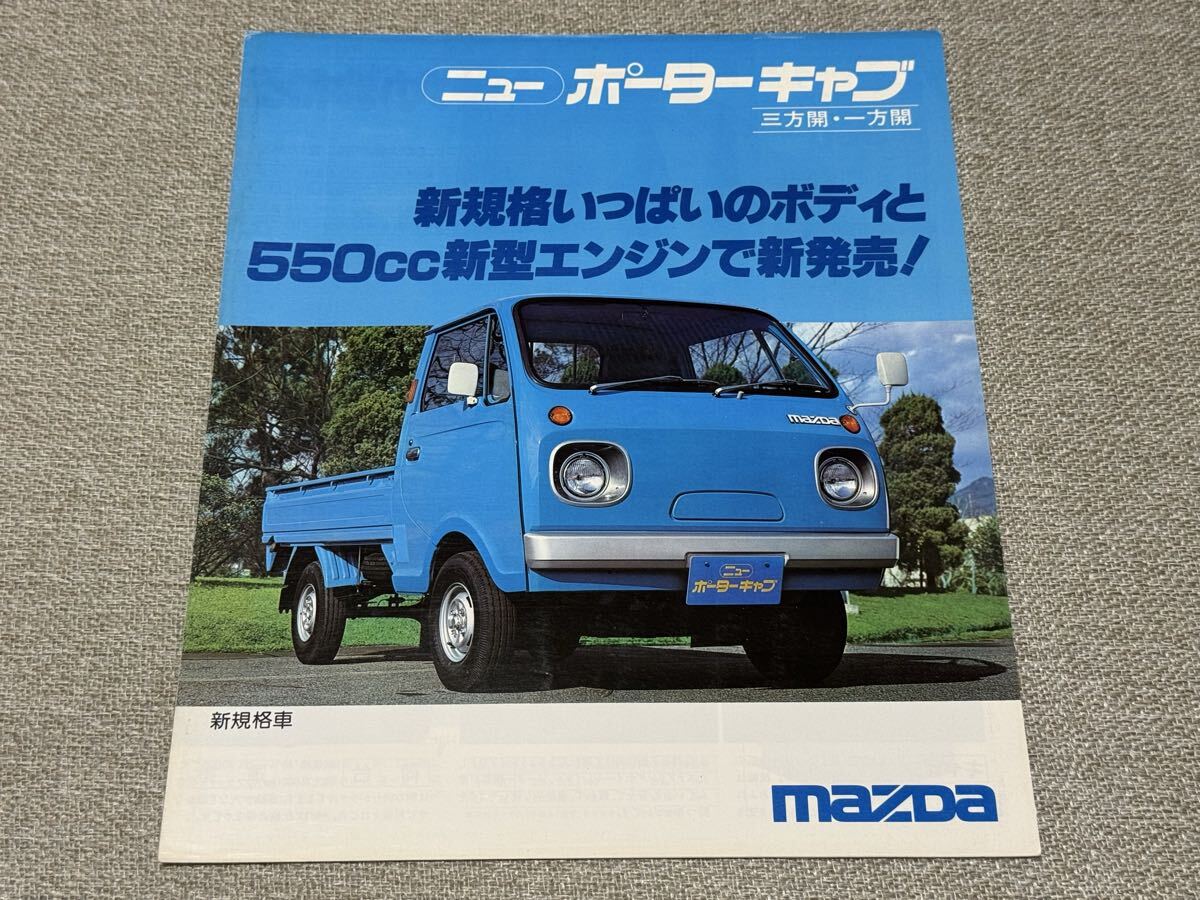 ニュー ポーターキャブ
三方開・一方開
新規格いっぱいのボディと
550cc新型エンジンで新発売!
mazda
ニュー
ポーターキャブ
新規格車
mazda